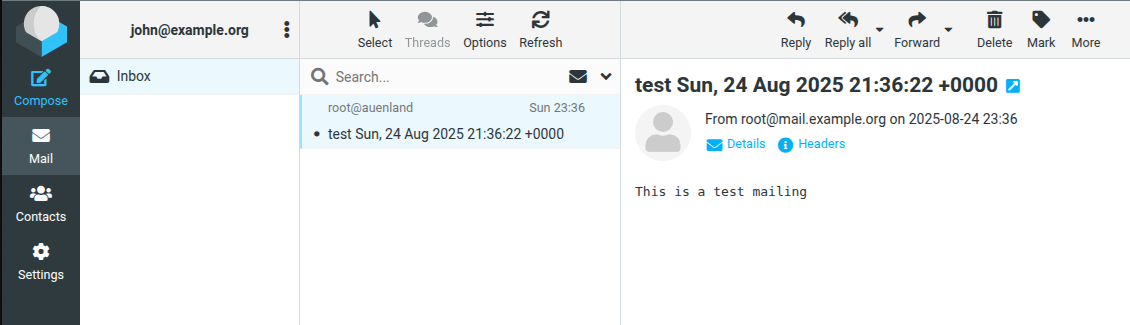 john@example.org
Select
Threads
Options
Refresh
Reply
Reply all
Forward
Delete
Mark
More
Compose
Mail
Contacts
Settings
Inbox
Search...
root@auenland Sun 23:36
• test Sun, 24 Aug 2025 21:36:22 +0000
test Sun, 24 Aug 2025 21:36:22 +0000
From root@mail.example.org on 2025-08-24 23:36
Details Headers
This is a test mailing